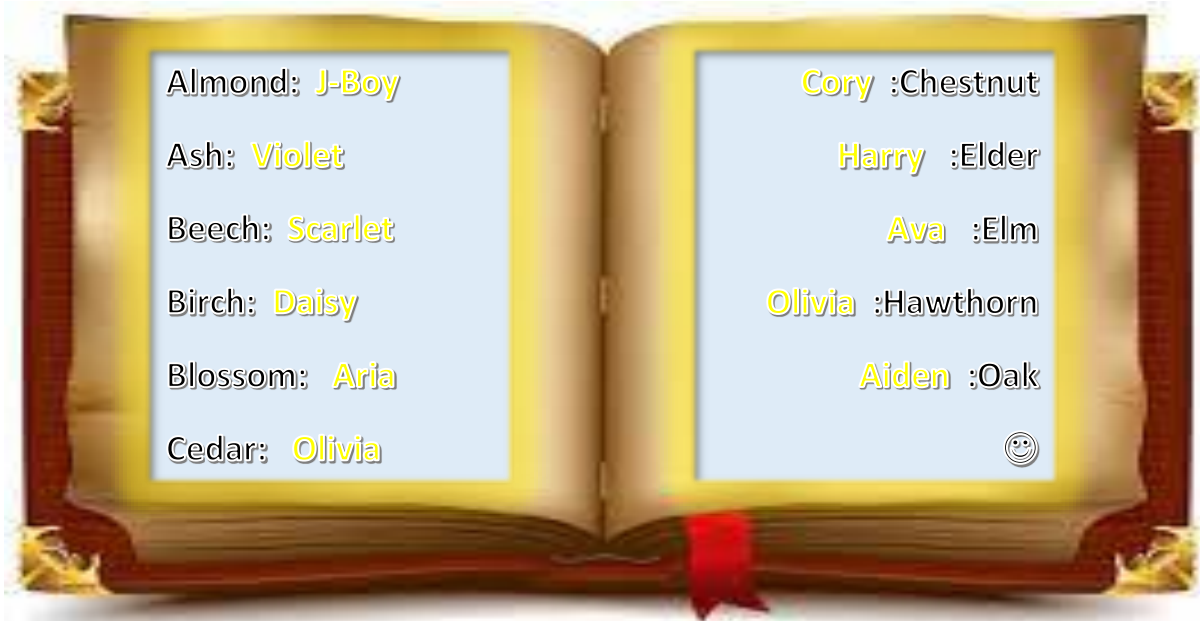 Almond: J-Boy
Ash: Violet
Beech: Scarlet
Birch: Daisy
Blossom: Aria
Cedar: Olivia
Cory :Chestnut
Harry :Elder
Ava :Elm
Olivia :Hawthorn
Aiden :Oak
☺